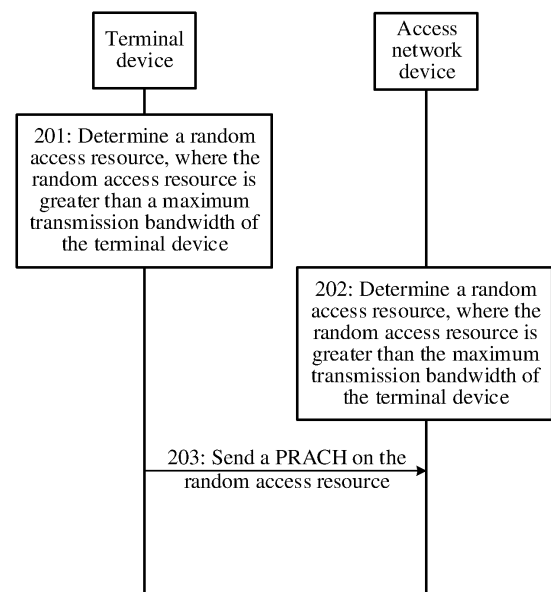 Terminal
device
Access
network
device
201: Determine a random
access resource, where the
random access resource is
greater than a maximum
transmission bandwidth of
the terminal device
202: Determine a random
access resource, where the
random access resource is
greater than the maximum
transmission bandwidth of
the terminal device
203: Send a PRACH on the
random access resource